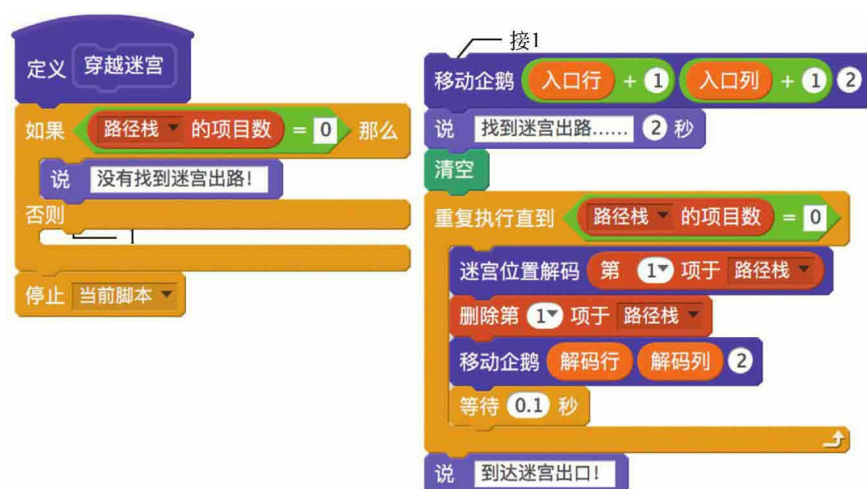 定义 穿越迷宫
如果 路径栈 的项目数 = 0 那么
说 没有找到迷宫出路!
否则
1
停止 当前脚本
接1
移动企鹅 入口行 + 1 入口列 + 1 2
说 找到迷宫出路…… 2 秒
清空
重复执行直到 路径栈 的项目数 = 0
迷宫位置解码 第 1 项于 路径栈
删除第 1 项于 路径栈
移动企鹅 解码行 解码列 2
等待 0.1 秒
说 到达迷宫出口!